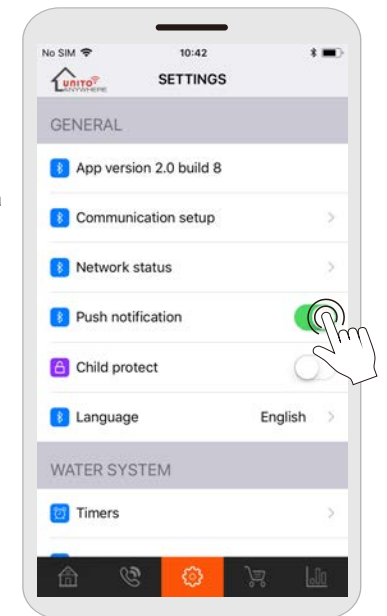 No SIM 10:42
UNITO
ANYWHERE
SETTINGS
GENERAL
App version 2.0 build 8
Communication setup
Network status
Push notification
Child protect
Language English
WATER SYSTEM
Timers